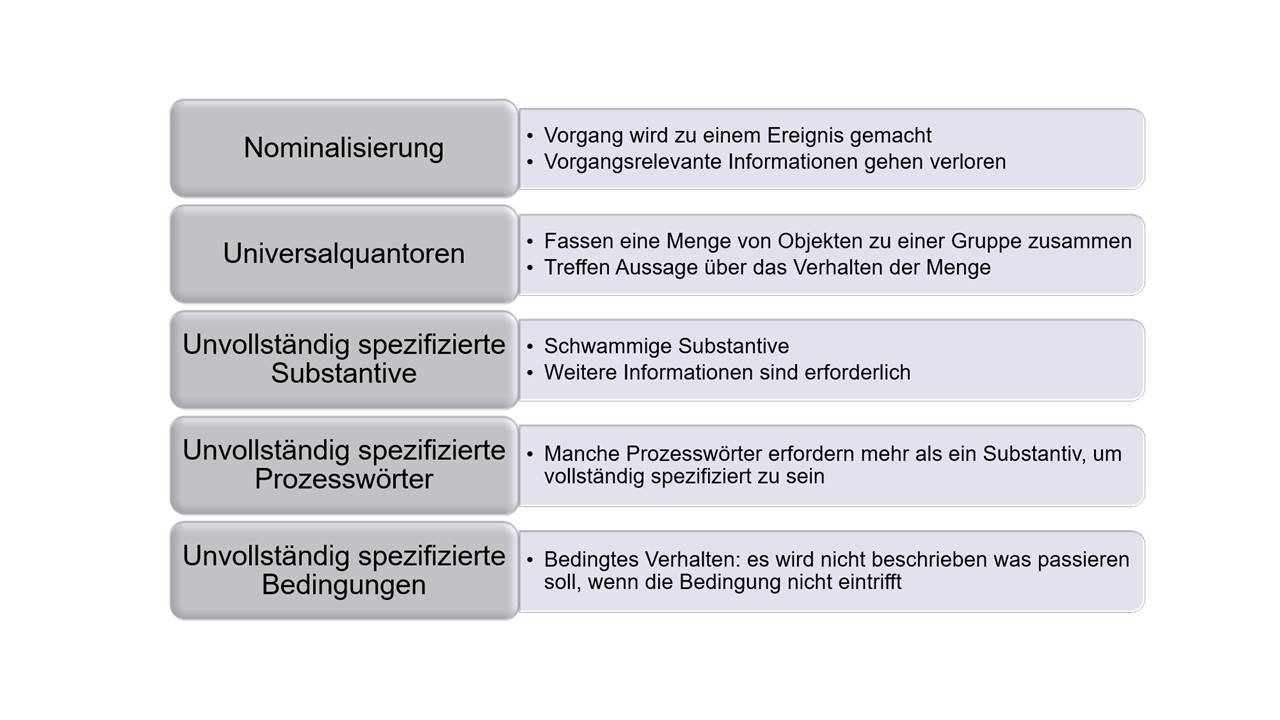 Nominalisierung
• Vorgang wird zu einem Ereignis gemacht
• Vorgangsrelevante Informationen gehen verloren
Universalquantoren
• Fassen eine Menge von Objekten zu einer Gruppe zusammen
• Treffen Aussage über das Verhalten der Menge
Unvollständig spezifizierte
Substantive
• Schwammige Substantive
• Weitere Informationen sind erforderlich
Unvollständig spezifizierte
Prozesswörter
• Manche Prozesswörter erfordern mehr als ein Substantiv, um
vollständig spezifiziert zu sein
Unvollständig spezifizierte
Bedingungen
• Bedingtes Verhalten: es wird nicht beschrieben was passieren
soll, wenn die Bedingung nicht eintrifft